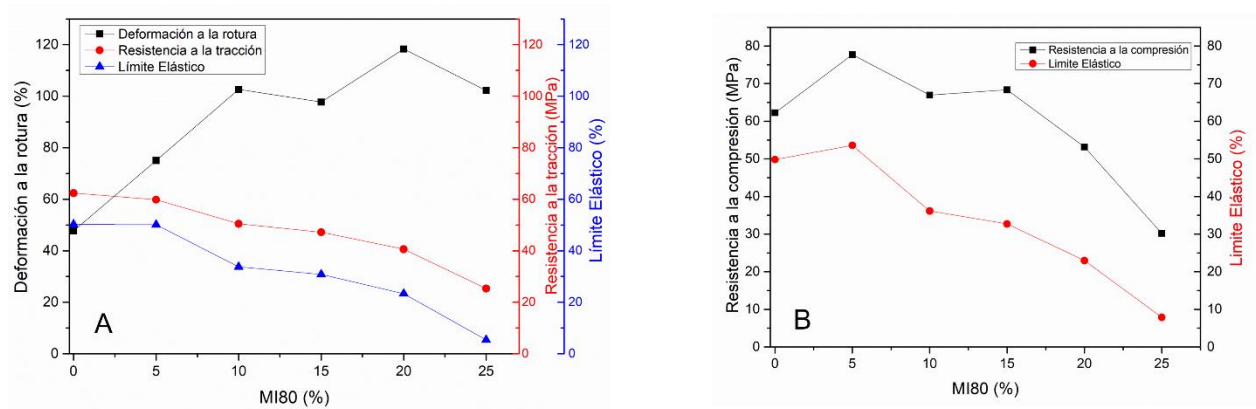 Deformación a la rotura
Resistencia a la tracción
Límite Elástico
Deformación a la rotura (%)
0
20
40
60
80
100
120
0 5 10 15 20 25
MI80 (%)
Resistencia a la tracción (MPa)
0
20
40
60
80
100
120
Límite Elástico (%)
0
20
40
60
80
100
120
A
Resistencia a la compresión
Limite Elástico
Resistencia a la compresión (MPa)
0
10
20
30
40
50
60
70
80
0 5 10 15 20 25
MI80 (%)
Limite Elástico (%)
0
10
20
30
40
50
60
70
80
B